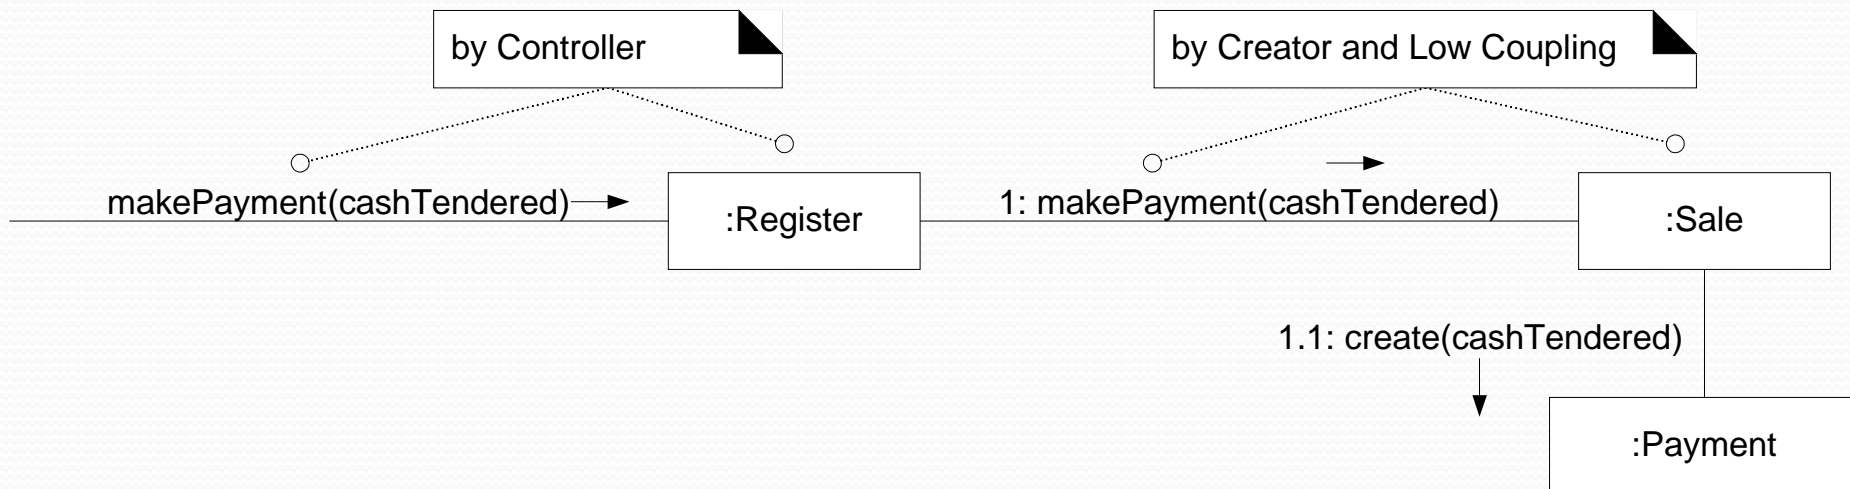 by Controller
by Creator and Low Coupling
makePayment(cashTendered)
1: makePayment(cashTendered)
:Register
:Sale
1.1: create(cashTendered)
:Payment